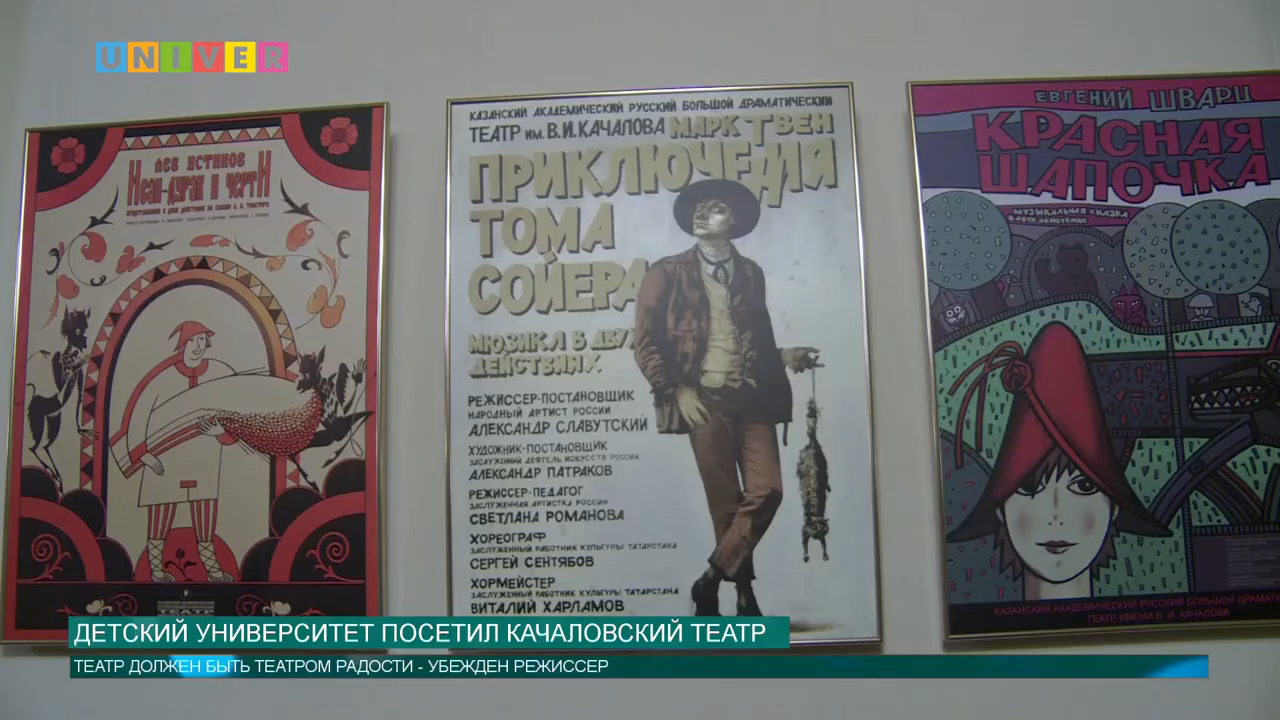 UNIVER
ЛЕВ УСТИНОВ
Иван-дурак и черти
КАЗАНСКИЙ АКАДЕМИЧЕСКИЙ РУССКИЙ БОЛЬШОЙ ДРАМАТИЧЕСКИЙ
ТЕАТР ИМ. В.И. КАЧАЛОВА МАРК ТВЕН
ПРИКЛЮЧЕНИЯ
ТОМА
СОЙЕРА
МЮЗИКЛ В ДВУХ
ДЕЙСТВИЯХ
РЕЖИССЕР-ПОСТАНОВЩИК
НАРОДНЫЙ АРТИСТ РОССИИ
АЛЕКСАНДР СЛАВУТСКИЙ
ХУДОЖНИК-ПОСТАНОВЩИК
ЗАСЛУЖЕННЫЙ ДЕЯТЕЛЬ ИСКУССТВ РОССИИ
АЛЕКСАНДР ПАТРАКОВ
РЕЖИССЕР-ПЕДАГОГ
ЗАСЛУЖЕННАЯ АРТИСТКА РОССИИ
СВЕТЛАНА РОМАНОВА
ХОРЕОГРАФ
ЗАСЛУЖЕННЫЙ РАБОТНИК КУЛЬТУРЫ ТАТАРСТАНА
СЕРГЕЙ СЕНТЯБОВ
ХОРМЕЙСТЕР
ЗАСЛУЖЕННЫЙ РАБОТНИК КУЛЬТУРЫ ТАТАРСТАНА
ВИТАЛИЙ ХАРЛАМОВ
ЕВГЕНИЙ ШВАРЦ
КРАСНАЯ
ШАПОЧКА
МУЗЫКАЛЬНАЯ СКАЗКА
В ДВУХ ДЕЙСТВИЯХ
КАЗАНСКИЙ АКАДЕМИЧЕСКИЙ РУССКИЙ БОЛЬШОЙ ДРАМАТИ
ТЕАТР ИМЕНИ В. И. КАЧАЛОВА
ДЕТСКИЙ УНИВЕРСИТЕТ ПОСЕТИЛ КАЧАЛОВСКИЙ ТЕАТР
ТЕАТР ДОЛЖЕН БЫТЬ ТЕАТРОМ РАДОСТИ - УБЕЖДЕН РЕЖИССЕР